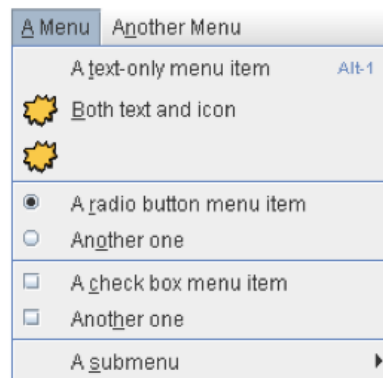 A Menu Another Menu
A text-only menu item Alt-1
Both text and icon
A radio button menu item
Another one
A check box menu item
Another one
A submenu